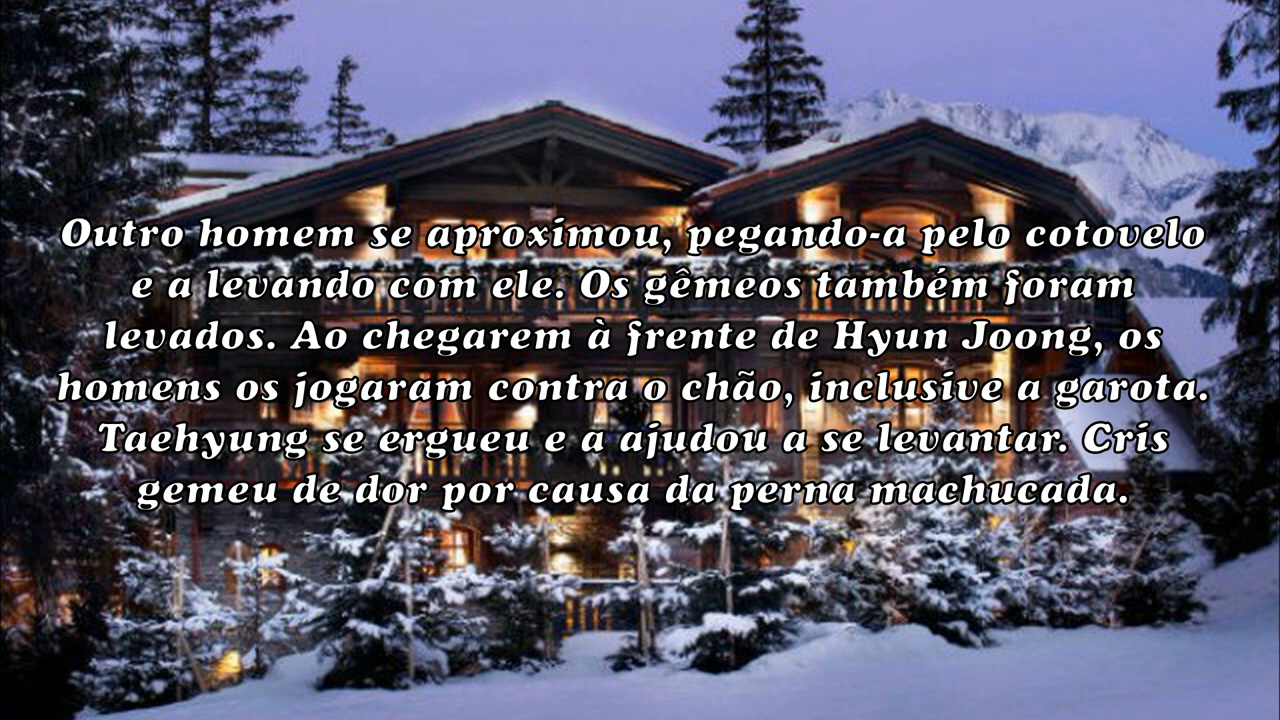 Outro homem se aproximou, pegando-a pelo cotovelo
e a levando com ele. Os gêmeos também foram
levados. Ao chegarem à frente de Hyun Joong, os
homens os jogaram contra o chão, inclusive a garota.
Taehyung se ergueu e a ajudou a se levantar. Cris
gemeu de dor por causa da perna machucada.